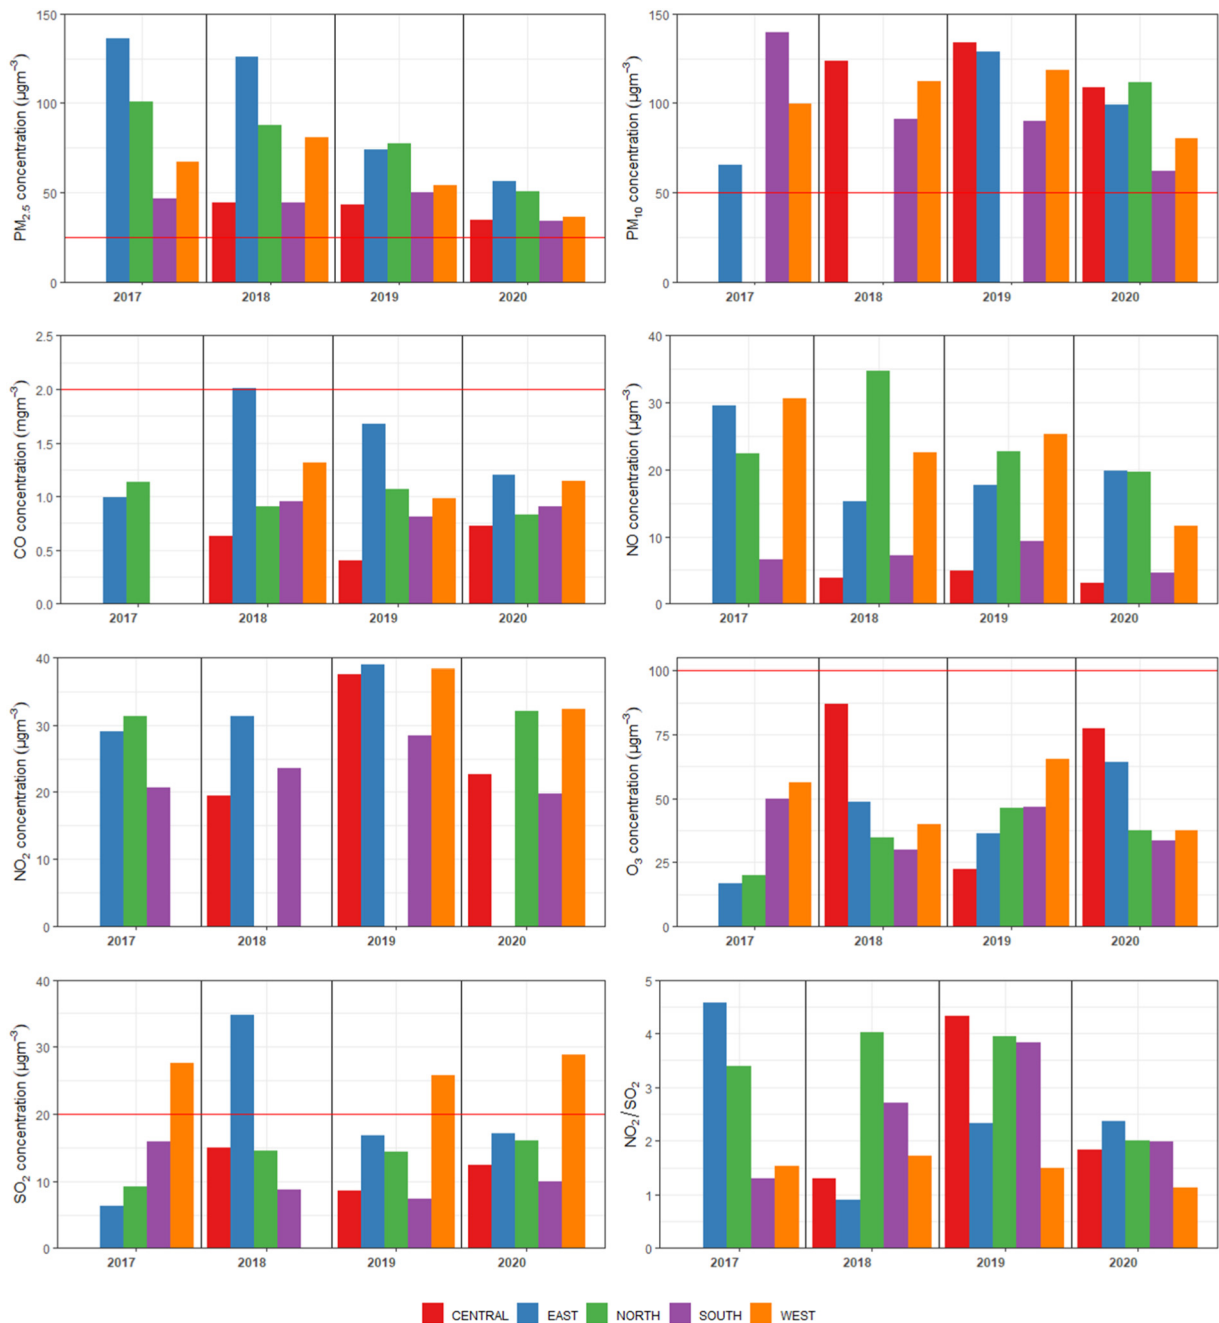 PM2.5 concentration (µgm−3)
150
100
50
0
2017 2018 2019 2020
PM10 concentration (µgm−3)
150
100
50
0
2017 2018 2019 2020
CO concentration (mgm−3)
2.5
2.0
1.5
1.0
0.5
0.0
2017 2018 2019 2020
NO concentration (µgm−3)
40
30
20
10
0
2017 2018 2019 2020
NO2 concentration (µgm−3)
40
30
20
10
0
2017 2018 2019 2020
O3 concentration (µgm−3)
100
75
50
25
0
2017 2018 2019 2020
SO2 concentration (µgm−3)
40
30
20
10
0
2017 2018 2019 2020
NO2/SO2
5
4
3
2
1
0
2017 2018 2019 2020
CENTRAL EAST NORTH SOUTH WEST